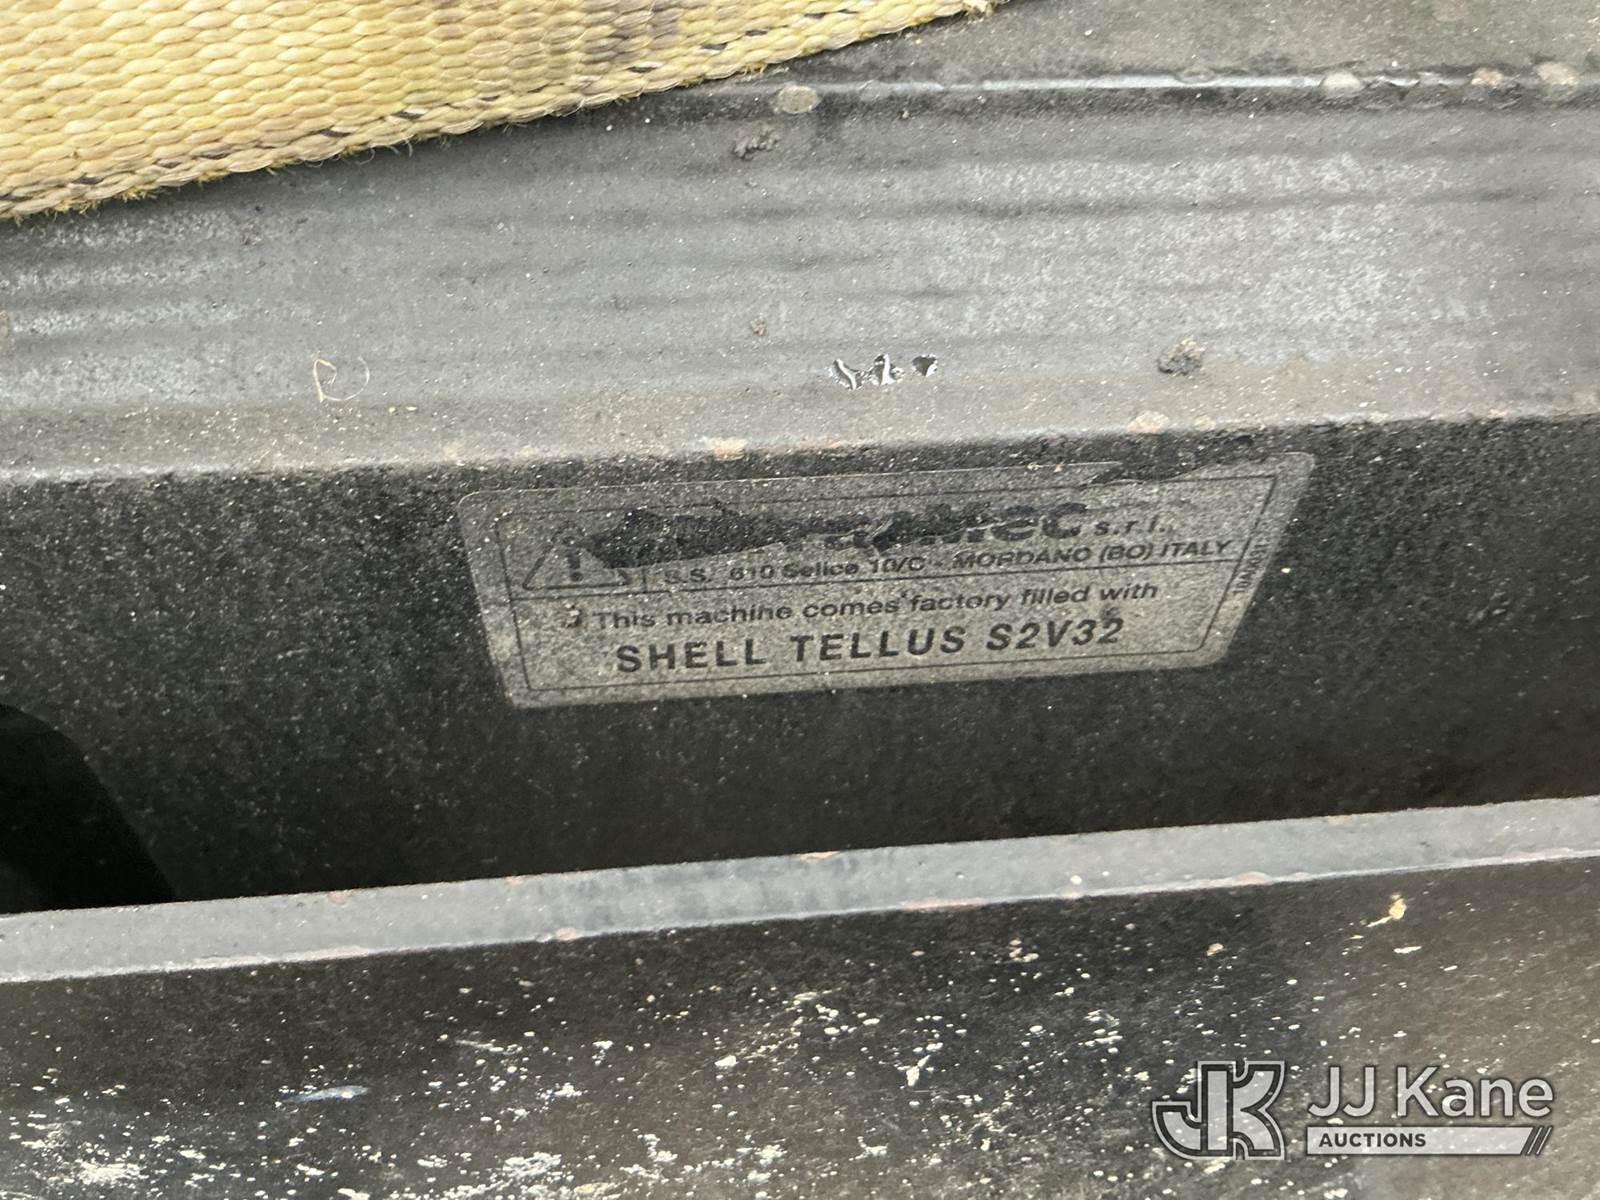 s.r.l.
S.S. 610 Selice 10/C - MORDANO (BO) ITALY
This machine comes factory filled with
SHELL TELLUS S2V32
JJ Kane
AUCTIONS